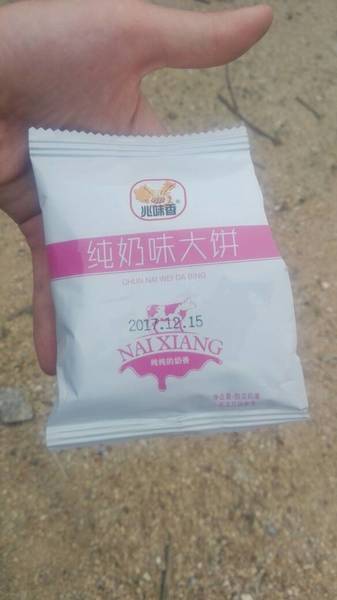 沁味香®
纯奶味大饼
CHUN NAI WEI DA BING
2017.12.15
NAI XIANG
纯纯的奶香